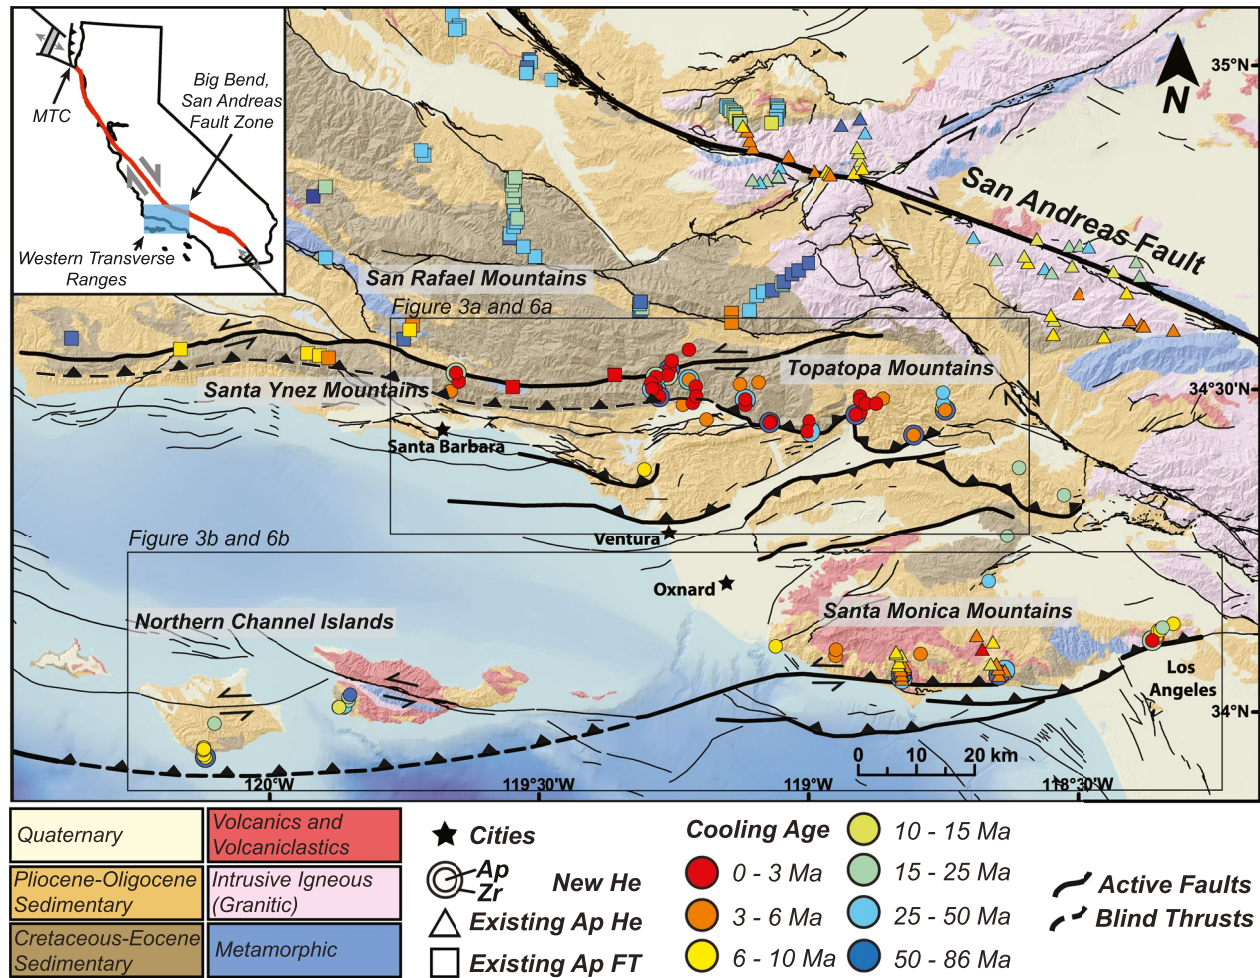 Big Bend,
San Andreas
Fault Zone
MTC
Western Transverse
Ranges
35°N
N
San Andreas Fault
San Rafael Mountains
Figure 3a and 6a
Topatopa Mountains
34°30'N
Santa Ynez Mountains
Santa Barbara
Figure 3b and 6b
Ventura
Oxnard
Northern Channel Islands
Santa Monica Mountains
Los
Angeles
34°N
0 10 20 km
120°W
119°30'W
119°W
118°30'W
Quaternary
Volcanics and
Volcaniclastics
Pliocene-Oligocene
Sedimentary
Intrusive Igneous
(Granitic)
Cretaceous-Eocene
Sedimentary
Metamorphic
Cities
Ap
Zr
New He
Existing Ap He
Existing Ap FT
Cooling Age
0 - 3 Ma
3 - 6 Ma
6 - 10 Ma
10 - 15 Ma
15 - 25 Ma
25 - 50 Ma
50 - 86 Ma
Active Faults
Blind Thrusts